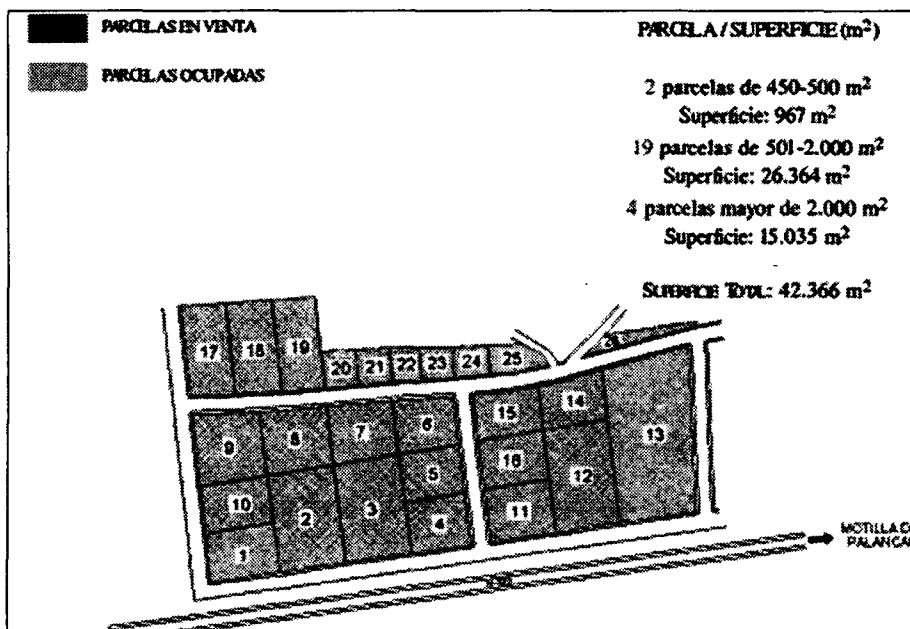 PARCELAS EN VENTA
PARCELAS OCUPADAS
PARCELA / SUPERFICIE (m²)
2 parcelas de 450-500 m²
Superficie: 967 m²
19 parcelas de 501-2.000 m²
Superficie: 26.364 m²
4 parcelas mayor de 2.000 m²
Superficie: 15.035 m²
SUPERFICIE TOTAL: 42.366 m²
17 18 19
20 21 22 23 24 25
9 8 7 6
15 14
13
10 2 3 5
16 12
1 4
11
MOTILLA DE
PALANCAR